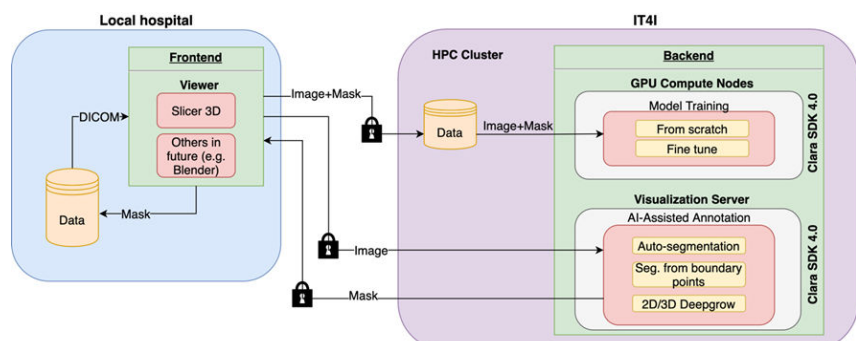 Local hospital
IT4I
Frontend
Viewer
Slicer 3D
Others in
future (e.g.
Blender)
DICOM
Data
Mask
Image+Mask
HPC Cluster
Data
Image+Mask
Backend
GPU Compute Nodes
Model Training
From scratch
Fine tune
Clara SDK 4.0
Visualization Server
AI-Assisted Annotation
Auto-segmentation
Seg. from boundary
points
2D/3D Deepgrow
Clara SDK 4.0
Image
Mask